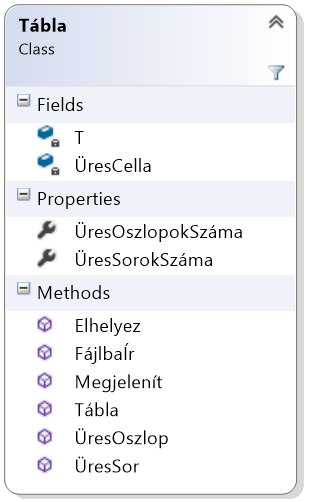 Tábla
Class
Fields
T
ÜresCella
Properties
ÜresOszlopokSzáma
ÜresSorokSzáma
Methods
Elhelyez
FájlbaÍr
Megjelenít
Tábla
ÜresOszlop
ÜresSor